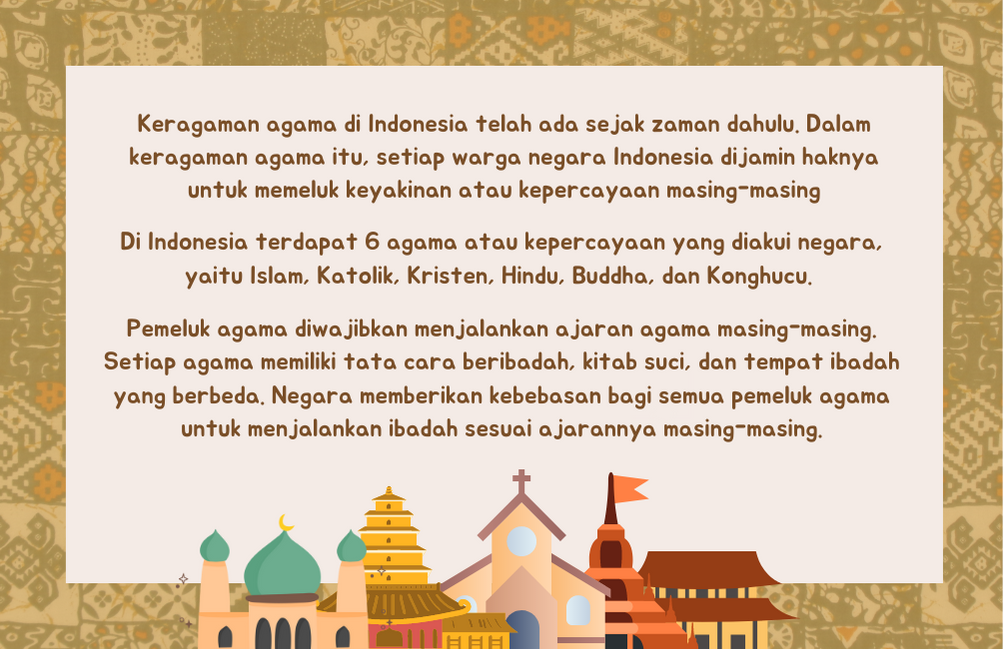 Keragaman agama di Indonesia telah ada sejak zaman dahulu. Dalam
keragaman agama itu, setiap warga negara Indonesia dijamin haknya
untuk memeluk keyakinan atau kepercayaan masing-masing
Di Indonesia terdapat 6 agama atau kepercayaan yang diakui negara,
yaitu Islam, Katolik, Kristen, Hindu, Buddha, dan Konghucu.
Pemeluk agama diwajibkan menjalankan ajaran agama masing-masing.
Setiap agama memiliki tata cara beribadah, kitab suci, dan tempat ibadah
yang berbeda. Negara memberikan kebebasan bagi semua pemeluk agama
untuk menjalankan ibadah sesuai ajarannya masing-masing.